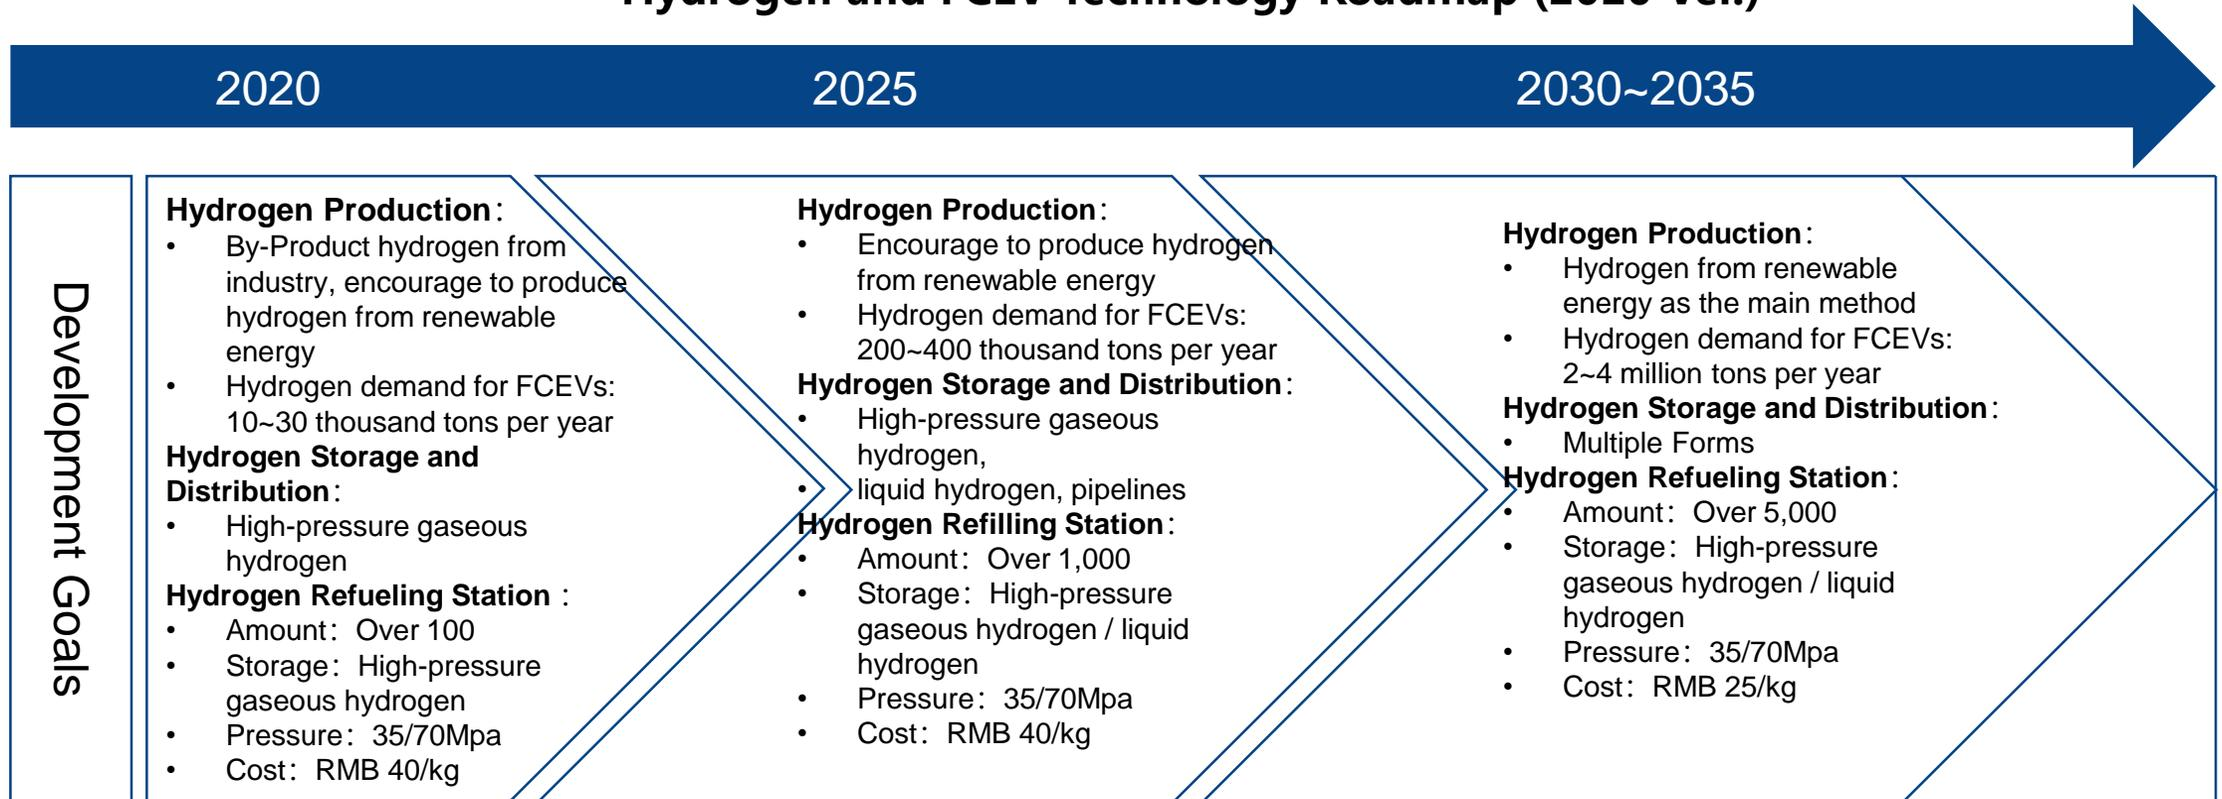 Hydrogen and FCEV Technology Roadmap (2020 Ver.)
2020
2025
2030~2035
Development Goals
Hydrogen Production:
• By-Product hydrogen from
industry, encourage to produce
hydrogen from renewable
energy
• Hydrogen demand for FCEVs:
10~30 thousand tons per year
Hydrogen Storage and
Distribution:
• High-pressure gaseous
hydrogen
Hydrogen Refueling Station :
• Amount: Over 100
• Storage: High-pressure
gaseous hydrogen
• Pressure: 35/70Mpa
• Cost: RMB 40/kg
Hydrogen Production:
• Encourage to produce hydrogen
from renewable energy
• Hydrogen demand for FCEVs:
200~400 thousand tons per year
Hydrogen Storage and Distribution:
• High-pressure gaseous
hydrogen,
• liquid hydrogen, pipelines
Hydrogen Refilling Station:
• Amount: Over 1,000
• Storage: High-pressure
gaseous hydrogen / liquid
hydrogen
• Pressure: 35/70Mpa
• Cost: RMB 40/kg
Hydrogen Production:
• Hydrogen from renewable
energy as the main method
• Hydrogen demand for FCEVs:
2~4 million tons per year
Hydrogen Storage and Distribution:
• Multiple Forms
Hydrogen Refueling Station:
• Amount: Over 5,000
• Storage: High-pressure
gaseous hydrogen / liquid
hydrogen
• Pressure: 35/70Mpa
• Cost: RMB 25/kg